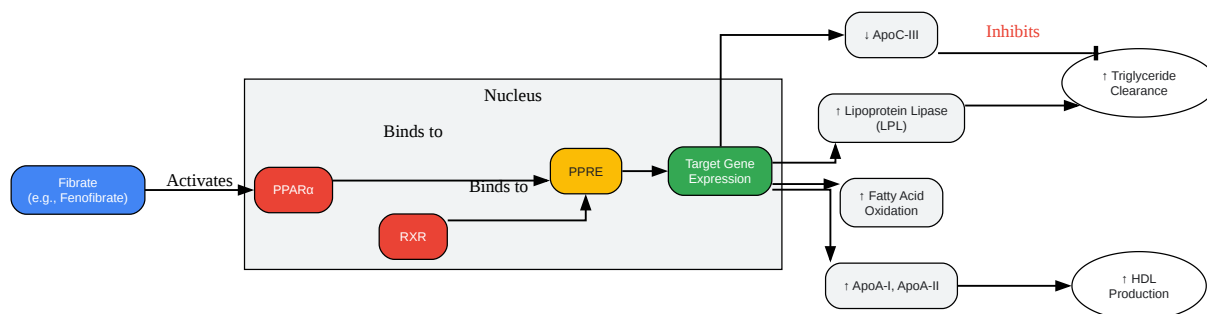 ↓ ApoC-III
Inhibits
↑ Triglyceride
Clearance
Nucleus
↑ Lipoprotein Lipase
(LPL)
Binds to
Fibrate
(e.g., Fenofibrate)
Activates
PPARα
Binds to
PPRE
Target Gene
Expression
↑ Fatty Acid
Oxidation
RXR
↑ ApoA-I, ApoA-II
↑ HDL
Production